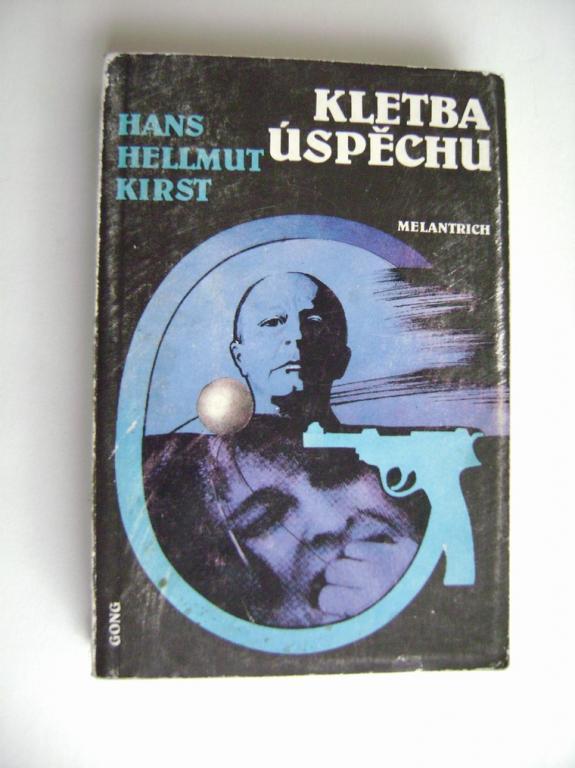 KLETBA
ÚSPĚCHU
HANS
HELLMUT
KIRST
MELANTRICH
GONG